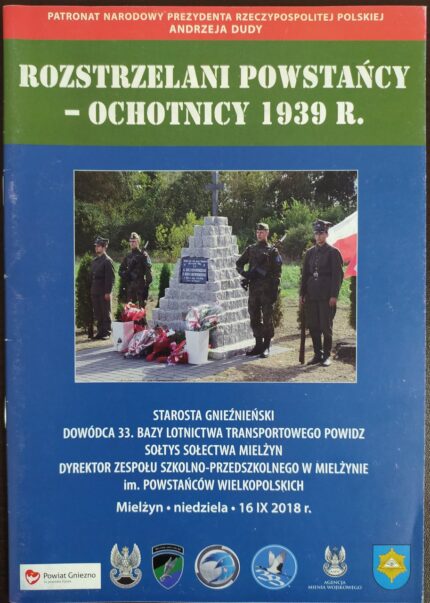 PATRONAT NARODOWY PREZYDENTA RZECZYPOSPOLITEJ POLSKIEJ
ANDRZEJA DUDY
ROZSTRZELANI POWSTAŃCY
– OCHOTNICY 1939 R.
STAROSTA GNIEŹNIEŃSKI
DOWÓDCA 33. BAZY LOTNICTWA TRANSPORTOWEGO POWIDZ
SOŁTYS SOŁECTWA MIELŻYN
DYREKTOR ZESPOŁU SZKOLNO-PRZEDSZKOLNEGO W MIELŻYNIE
im. POWSTAŃCÓW WIELKOPOLSKICH
Mielżyn • niedziela • 16 IX 2018 r.
Powiat Gniezno
AGENCJA
MIENIA WOJSKOWEGO